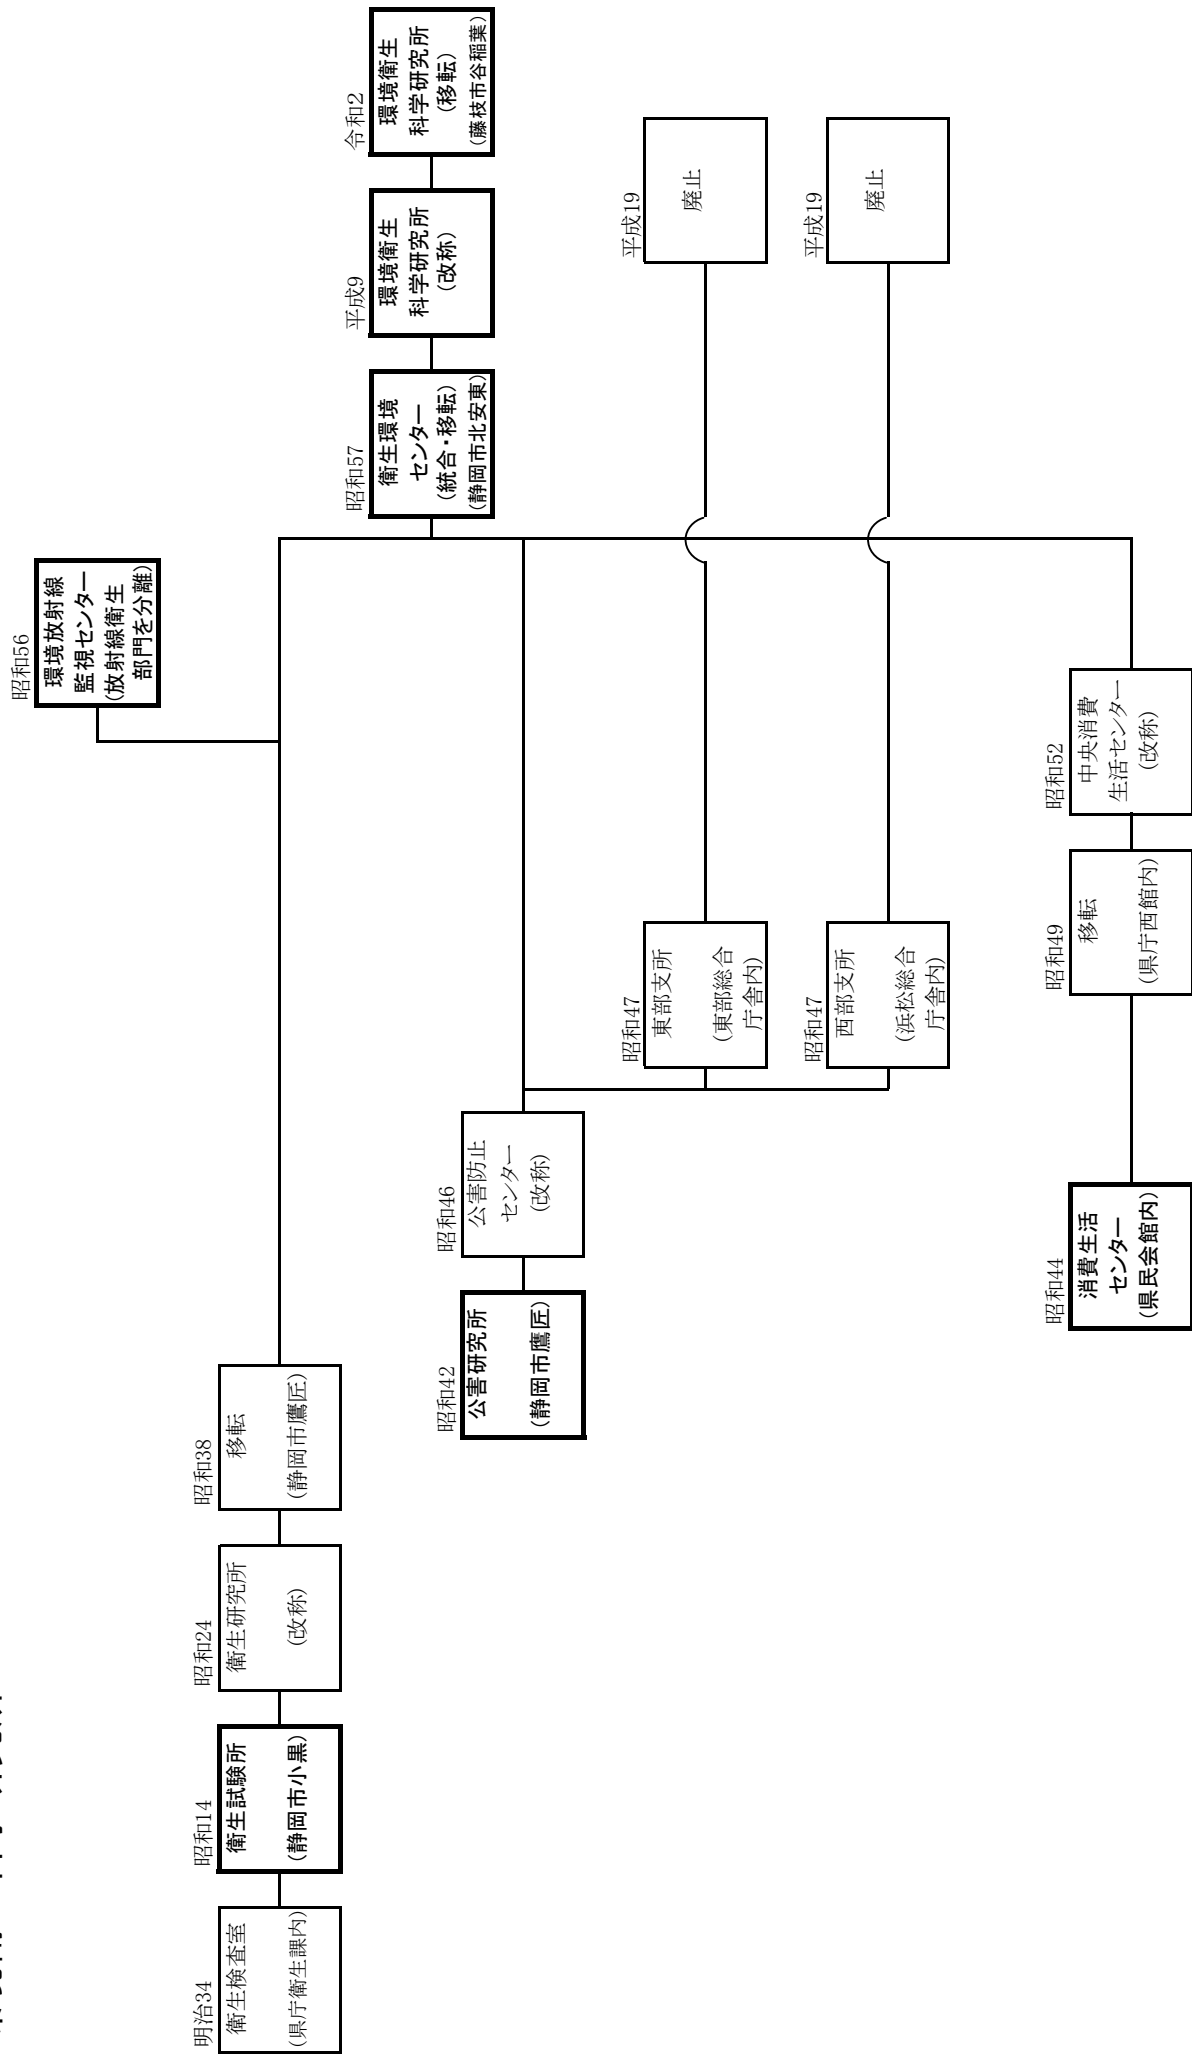 昭和56
環境放射線
監視センター
(放射線衛生
部門を分離)
明治34
衛生検査室
(県庁衛生課内)
昭和14
衛生試験所
(静岡市小黒)
昭和24
衛生研究所
(改称)
昭和38
移転
(静岡市鷹匠)
昭和57
衛生環境
センター
(統合・移転)
(静岡市北安東)
平成9
環境衛生
科学研究所
(改称)
令和2
環境衛生
科学研究所
(移転)
(藤枝市谷稲葉)
昭和42
公害研究所
(静岡市鷹匠)
昭和46
公害防止
センター
(改称)
昭和47
東部支所
(東部総合
庁舎内)
平成19
廃止
昭和47
西部支所
(浜松総合
庁舎内)
平成19
廃止
昭和44
消費生活
センター
(県民会館内)
昭和49
移転
(県庁西館内)
昭和52
中央消費
生活センター
(改称)